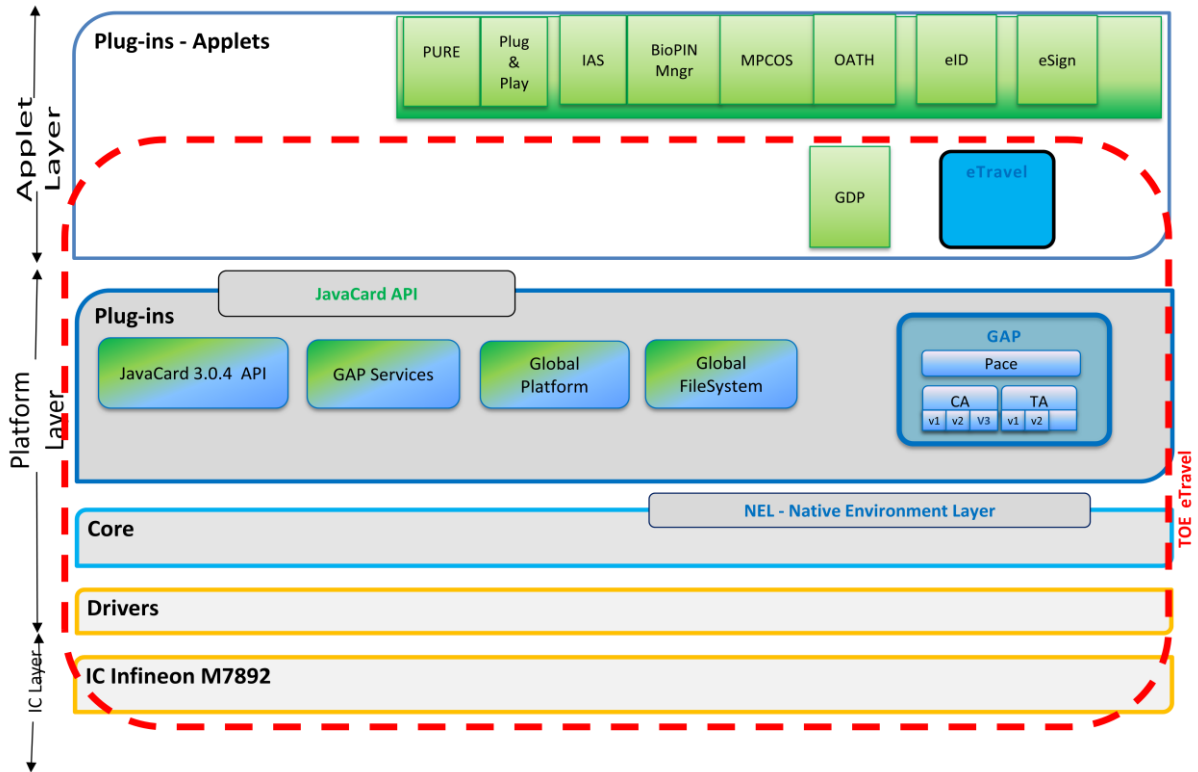 Applet
Layer
Plug-ins - Applets
PURE
Plug
&
Play
IAS
BioPIN
Mngr
MPCOS
OATH
eID
eSign
GDP
eTravel
Platform
Layer
JavaCard API
Plug-ins
JavaCard 3.0.4 API
GAP Services
Global
Platform
Global
FileSystem
GAP
Pace
CA
TA
v1
v2
V3
v1
v2
NEL - Native Environment Layer
Core
Drivers
TOE eTravel
IC Layer
IC Infineon M7892